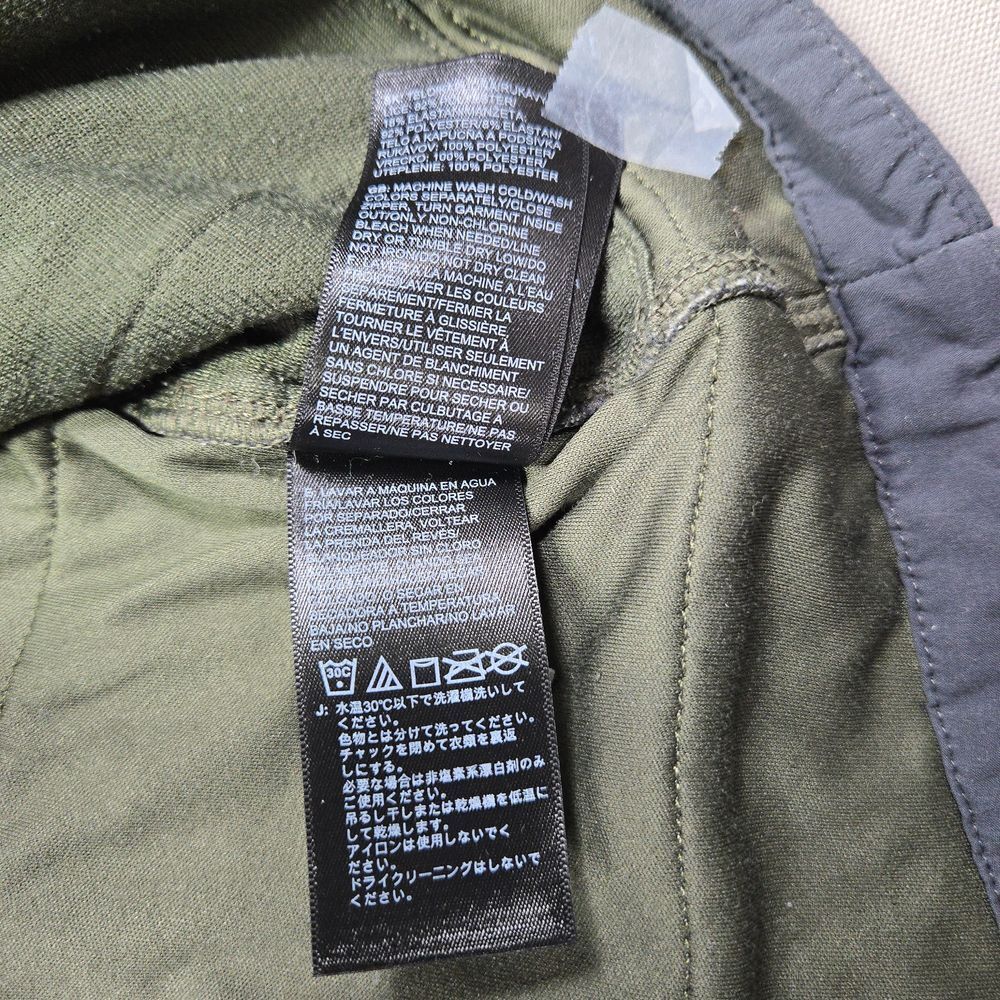 ELASTAN
92% POLYESTER/8% ELASTAN
TIELO A KAPUCŇA A PODŠÍVKA
RUKÁVOV: 100% POLYESTER/
VRECKO: 100% POLYESTER/
UTEPLENIE: 100% POLYESTER
GB: MACHINE WASH COLD/WASH
COLORS SEPARATELY/CLOSE
ZIPPER, TURN GARMENT INSIDE
OUT/ONLY NON-CHLORINE
BLEACH WHEN NEEDED/LINE
DRY OR TUMBLE DRY LOW/DO
NOT IRON/DO NOT DRY CLEAN
À LA MACHINE A L'EAU
LAVER LES COULEURS
SEPAREMENT/FERMER LA
FERMETURE À GLISSIÈRE,
TOURNER LE VÊTEMENT À
L'ENVERS/UTILISER SEULEMENT
UN AGENT DE BLANCHIMENT
SANS CHLORE SI NECESSAIRE/
SUSPENDRE POUR SECHER OU
SECHER PAR CULBUTAGE A
BASSE TEMPERATURE/NE PAS
REPASSER/NE PAS NETTOYER
À SEC
E: LAVAR A MÁQUINA EN AGUA
FRIA/LAVAR LOS COLORES
POR SEPARADO/CERRAR
LA CREMALLERA, VOLTEAR
LA PRENDA DEL REVÉS/
SIN CLORO
A TEMPERATURA
BAJA/NO PLANCHAR/NO LAVAR
EN SECO
30C
J: 水温30℃以下で洗濯機洗いして
ください。
色物とは分けて洗ってください。
チャックを閉めて衣類を裏返
しにする。
必要な場合は非塩素系漂白剤のみ
ご使用ください。
吊るし干しまたは乾燥機を低温に
して乾燥します。
アイロンは使用しないでく
ださい。
ドライクリーニングはしないで
ください。